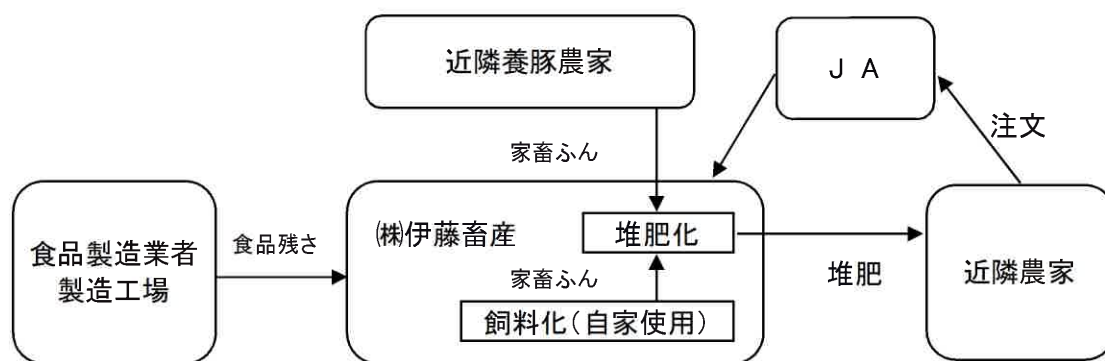 近隣養豚農家
ＪＡ
注文
家畜ふん
食品製造業者
製造工場
食品残さ
㈱伊藤畜産
堆肥化
堆肥
近隣農家
家畜ふん
飼料化（自家使用）